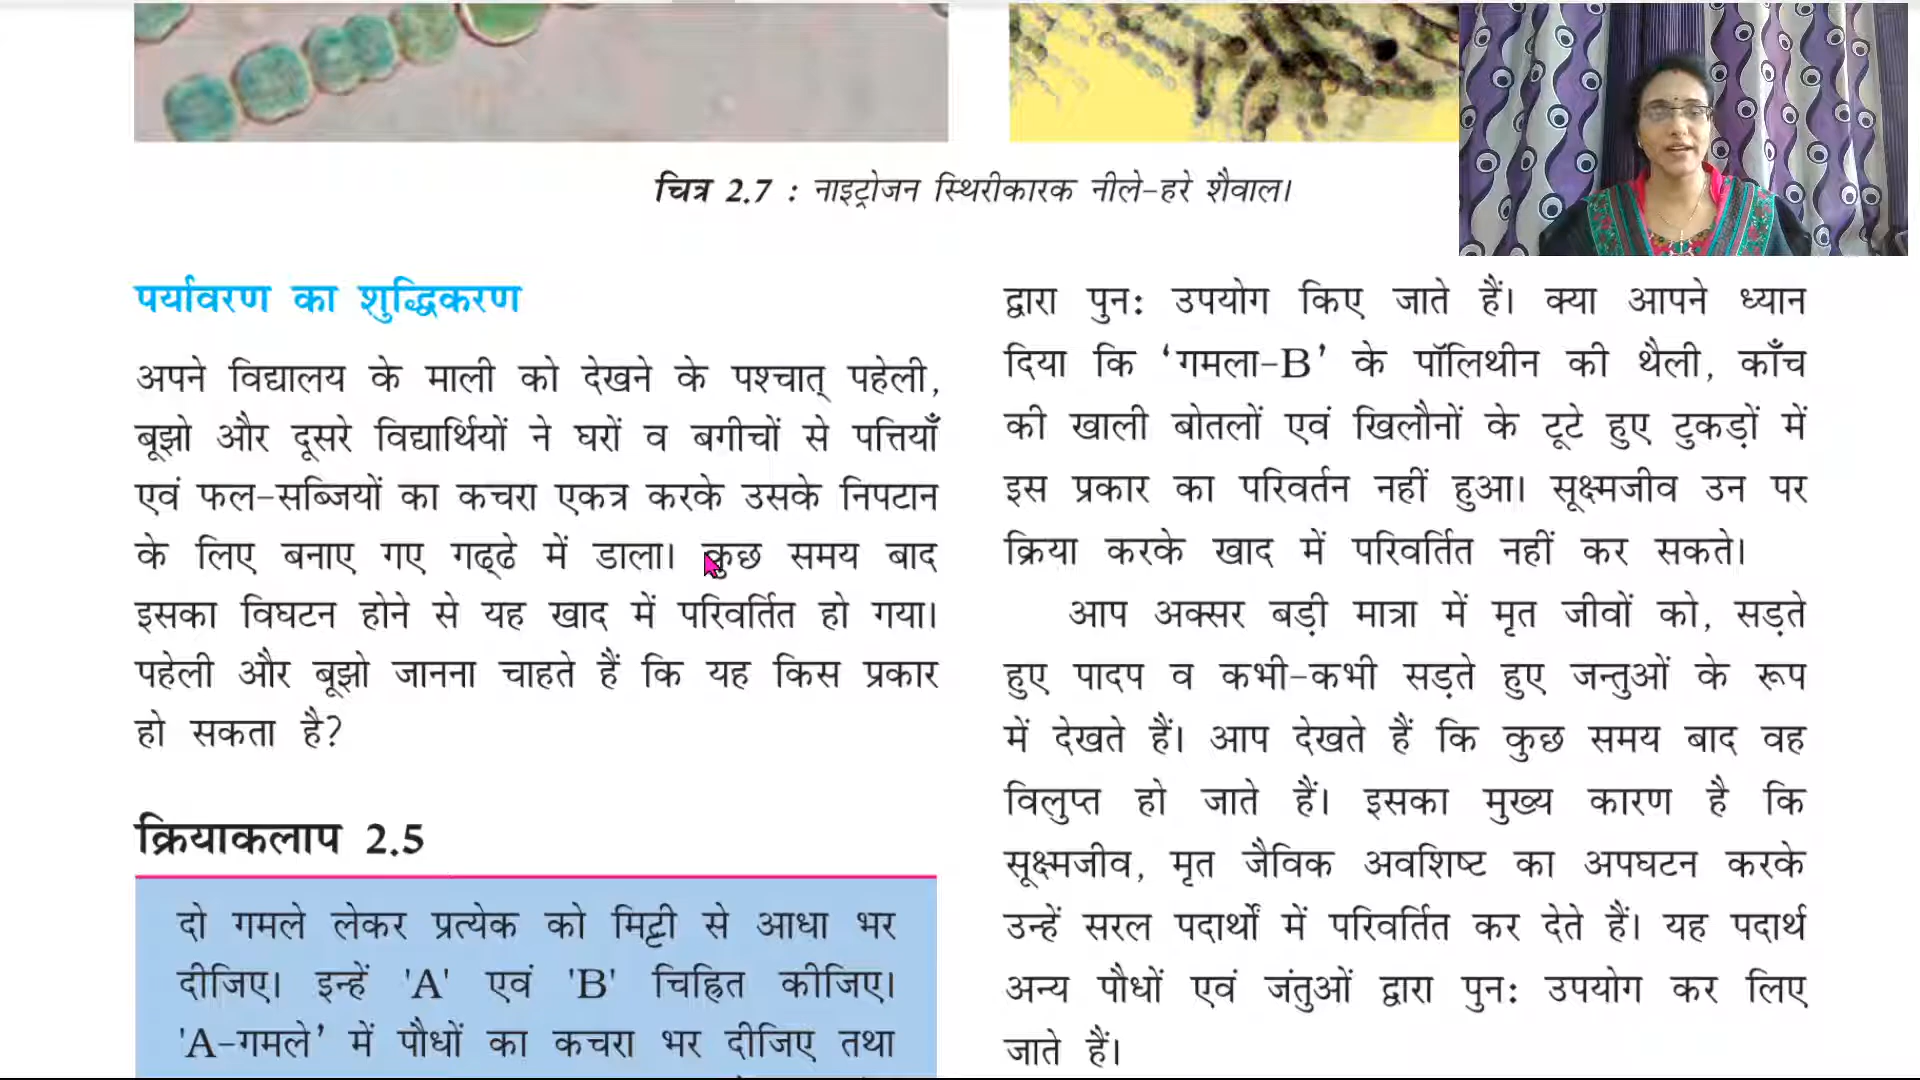 चित्र 2.7 : नाइट्रोजन स्थिरीकारक नीले-हरे शैवाल।
पर्यावरण का शुद्धिकरण
अपने विद्यालय के माली को देखने के पश्चात् पहेली,
बूझो और दूसरे विद्यार्थियों ने घरों व बगीचों से पत्तियाँ
एवं फल-सब्जियों का कचरा एकत्र करके उसके निपटान
के लिए बनाए गए गढ्ढे में डाला। कुछ समय बाद
इसका विघटन होने से यह खाद में परिवर्तित हो गया।
पहेली और बूझो जानना चाहते हैं कि यह किस प्रकार
हो सकता है?
क्रियाकलाप 2.5
दो गमले लेकर प्रत्येक को मिट्टी से आधा भर
दीजिए। इन्हें 'A' एवं 'B' चिह्नित कीजिए।
'A-गमले’ में पौधों का कचरा भर दीजिए तथा
द्वारा पुनः उपयोग किए जाते हैं। क्या आपने ध्यान
दिया कि ‘गमला-B’ के पॉलिथीन की थैली, काँच
की खाली बोतलों एवं खिलौनों के टूटे हुए टुकड़ों में
इस प्रकार का परिवर्तन नहीं हुआ। सूक्ष्मजीव उन पर
क्रिया करके खाद में परिवर्तित नहीं कर सकते।
आप अक्सर बड़ी मात्रा में मृत जीवों को, सड़ते
हुए पादप व कभी-कभी सड़ते हुए जन्तुओं के रूप
में देखते हैं। आप देखते हैं कि कुछ समय बाद वह
विलुप्त हो जाते हैं। इसका मुख्य कारण है कि
सूक्ष्मजीव, मृत जैविक अवशिष्ट का अपघटन करके
उन्हें सरल पदार्थों में परिवर्तित कर देते हैं। यह पदार्थ
अन्य पौधों एवं जंतुओं द्वारा पुनः उपयोग कर लिए
जाते हैं।